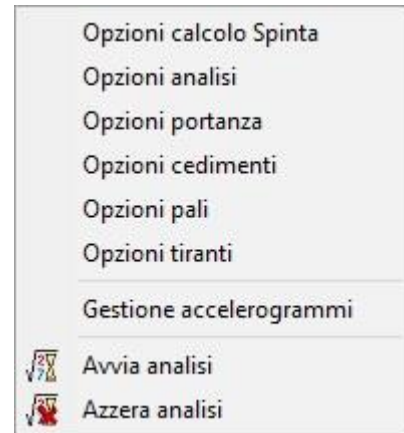 Opzioni calcolo Spinta
Opzioni analisi
Opzioni portanza
Opzioni cedimenti
Opzioni pali
Opzioni tiranti
Gestione accelerogrammi
Avvia analisi
Azzera analisi